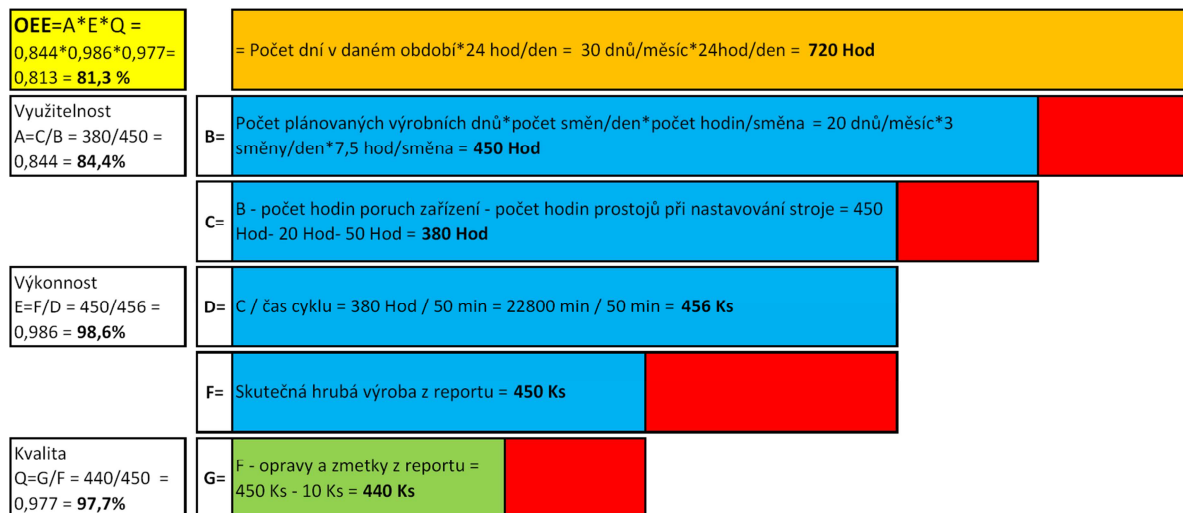 OEE=A*E*Q =
0,844*0,986*0,977=
0,813 = 81,3 %
= Počet dní v daném období*24 hod/den = 30 dnů/měsíc*24hod/den = 720 Hod
Využitelnost
A=C/B = 380/450 =
0,844 = 84,4%
B=
Počet plánovaných výrobních dnů*počet směn/den*počet hodin/směna = 20 dnů/měsíc*3
směny/den*7,5 hod/směna = 450 Hod
C=
B - počet hodin poruch zařízení - počet hodin prostojů při nastavování stroje = 450
Hod- 20 Hod- 50 Hod = 380 Hod
Výkonnost
E=F/D = 450/456 =
0,986 = 98,6%
D=
C / čas cyklu = 380 Hod / 50 min = 22800 min / 50 min = 456 Ks
F=
Skutečná hrubá výroba z reportu = 450 Ks
Kvalita
Q=G/F = 440/450 =
0,977 = 97,7%
G=
F - opravy a zmetky z reportu =
450 Ks - 10 Ks = 440 Ks